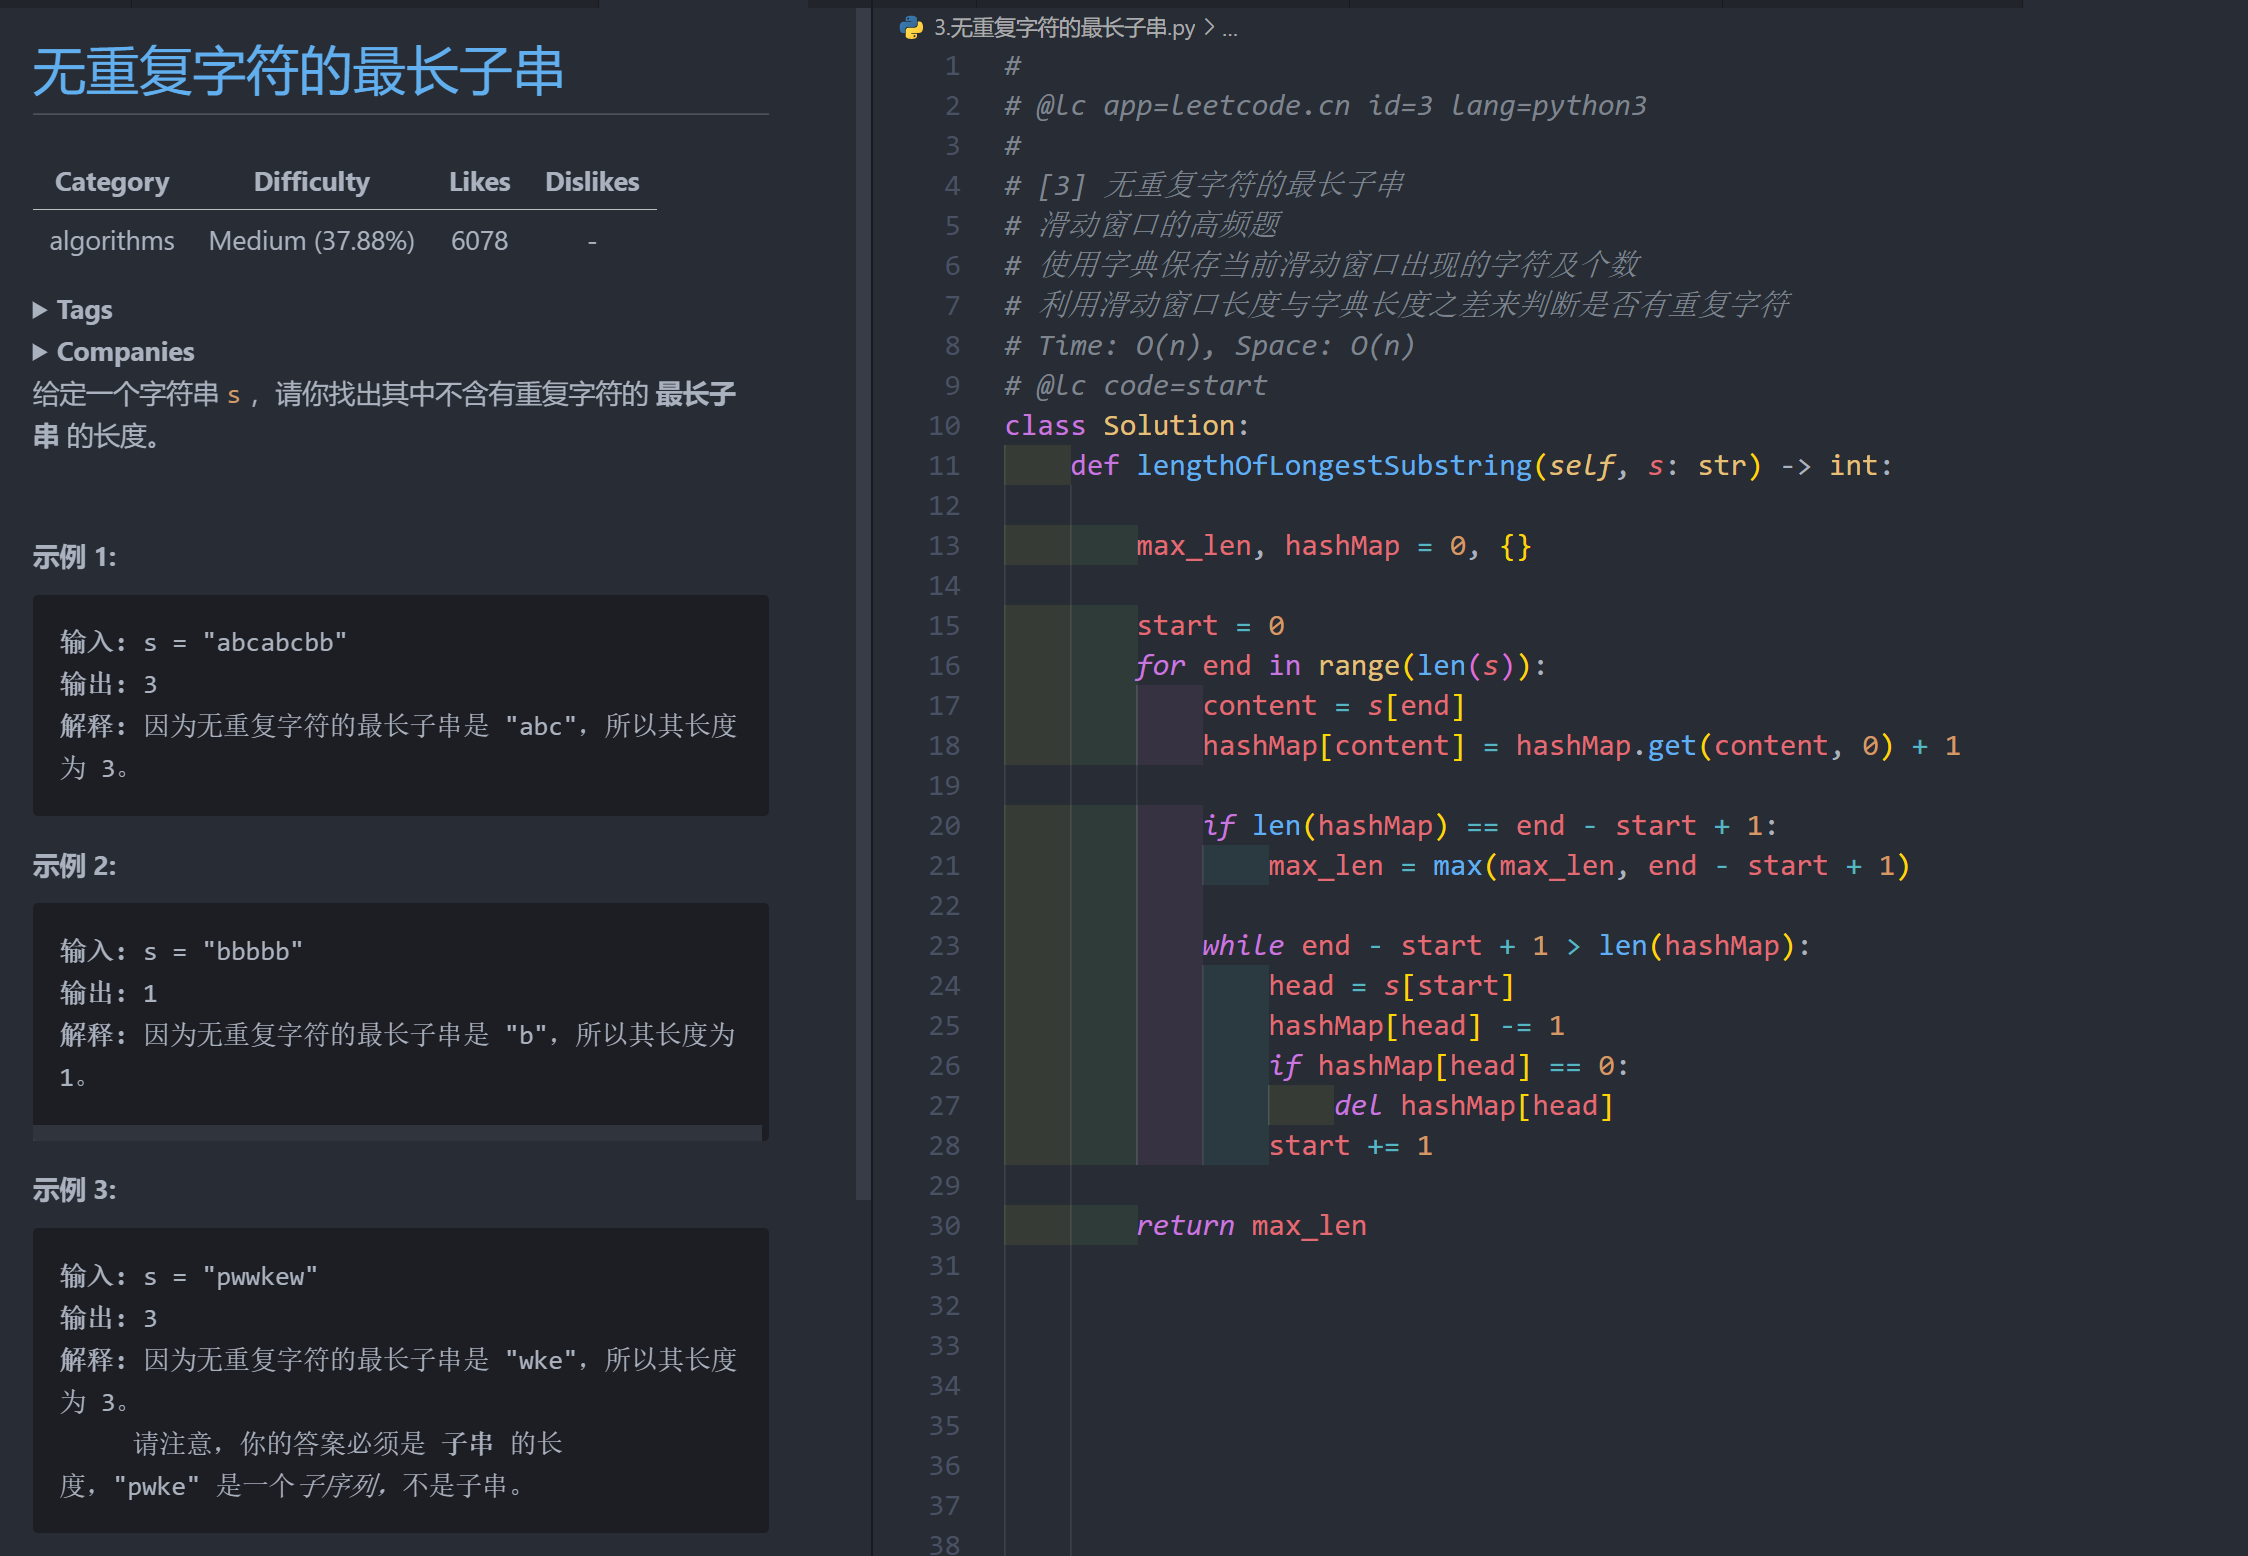 无重复字符的最长子串
Category Difficulty Likes Dislikes
algorithms Medium (37.88%) 6078 -
Tags
Companies
给定一个字符串 s ，请你找出其中不含有重复字符的 最长子
串 的长度。
示例 1:
输入: s = "abcabcbb"
输出: 3
解释: 因为无重复字符的最长子串是 "abc"，所以其长度
为 3。
示例 2:
输入: s = "bbbbb"
输出: 1
解释: 因为无重复字符的最长子串是 "b"，所以其长度为
1。
示例 3:
输入: s = "pwwkew"
输出: 3
解释: 因为无重复字符的最长子串是 "wke"，所以其长度
为 3。
请注意，你的答案必须是 子串 的长
度，"pwke" 是一个子序列，不是子串。
3.无重复字符的最长子串.py > ...
1 #
2 # @lc app=leetcode.cn id=3 lang=python3
3 #
4 # [3] 无重复字符的最长子串
5 # 滑动窗口的高频题
6 # 使用字典保存当前滑动窗口出现的字符及个数
7 # 利用滑动窗口长度与字典长度之差来判断是否有重复字符
8 # Time: O(n), Space: O(n)
9 # @lc code=start
10 class Solution:
11 def lengthOfLongestSubstring(self, s: str) -> int:
12
13 max_len, hashMap = 0, {}
14
15 start = 0
16 for end in range(len(s)):
17 content = s[end]
18 hashMap[content] = hashMap.get(content, 0) + 1
19
20 if len(hashMap) == end - start + 1:
21 max_len = max(max_len, end - start + 1)
22
23 while end - start + 1 > len(hashMap):
24 head = s[start]
25 hashMap[head] -= 1
26 if hashMap[head] == 0:
27 del hashMap[head]
28 start += 1
29
30 return max_len
31
32
33
34
35
36
37
38